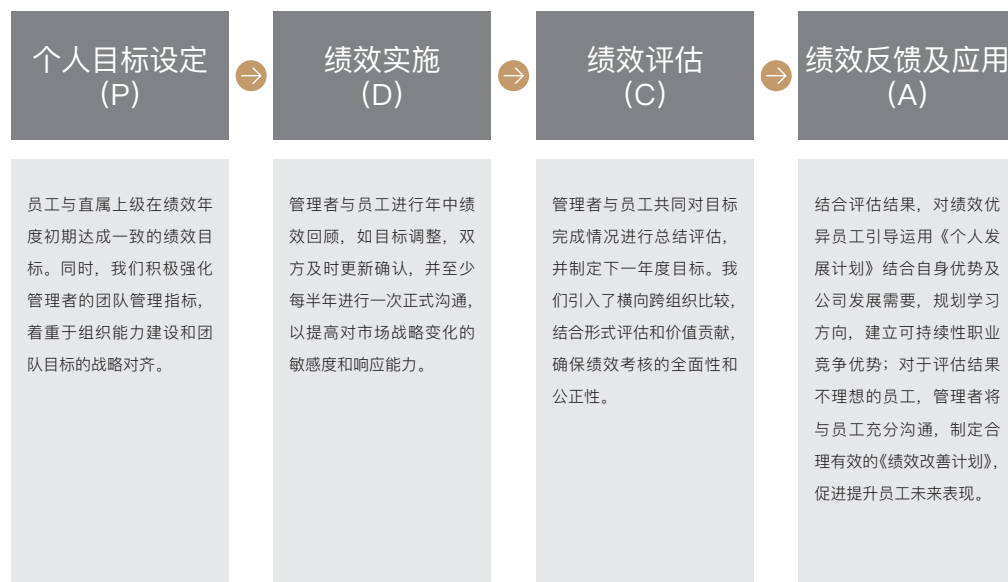 个人目标设定
（P）
绩效实施
（D）
绩效评估
（C）
绩效反馈及应用
（A）
员工与直属上级在绩效年
度初期达成一致的绩效目
标。同时，我们积极强化
管理者的团队管理指标，
着重于组织能力建设和团
队目标的战略对齐。
管理者与员工进行年中绩
效回顾，如目标调整，双
方及时更新确认，并至少
每半年进行一次正式沟通，
以提高对市场战略变化的
敏感度和响应能力。
管理者与员工共同对目标
完成情况进行总结评估，
并制定下一年度目标。我
们引入了横向跨组织比较，
结合形式评估和价值贡献，
确保绩效考核的全面性和
公正性。
结合评估结果，对绩效优
异员工引导运用《个人发
展计划》结合自身优势及
公司发展需要，规划学习
方向，建立可持续性职业
竞争优势；对于评估结果
不理想的员工，管理者将
与员工充分沟通，制定合
理有效的《绩效改善计划》，
促进提升员工未来表现。